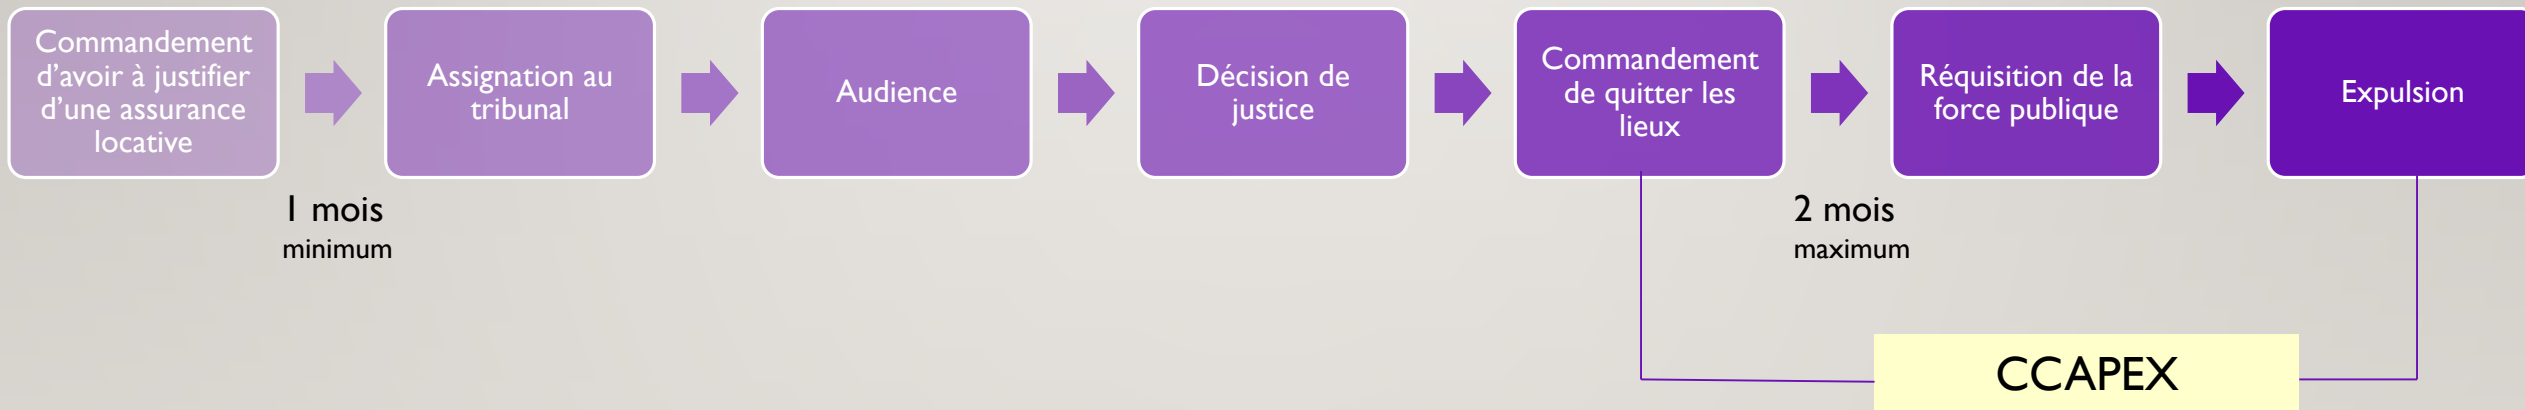 Commandement
d’avoir à justifier
d’une assurance
locative
Assignation au
tribunal
Audience
Décision de
justice
Commandement
de quitter les
lieux
Réquisition de la
force publique
Expulsion
1 mois
minimum
2 mois
maximum
CCAPEX